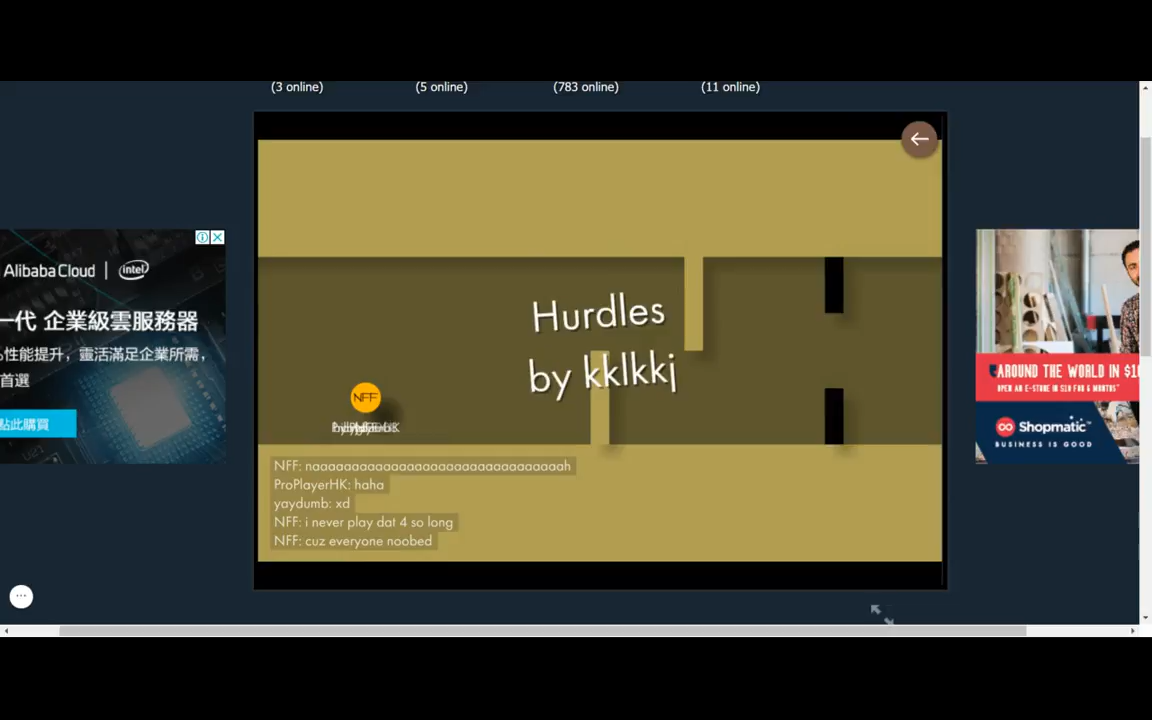 (3 online)
(5 online)
(783 online)
(11 online)
Alibaba Cloud | intel
一代 企業級雲服務器
性能提升，靈活滿足企業所需，
首選
點此購買
Hurdles
by kklkkj
NFF
NFF: naaaaaaaaaaaaaaaaaaaaaaaaaaaaaaaah
ProPlayerHK: haha
yaydumb: xd
NFF: i never play dat 4 so long
NFF: cuz everyone noobed
AROUND THE WORLD IN $10
OPEN AN E-STORE IN $10 FOR 6 MONTHS*
Shopmatic
BUSINESS IS GOOD